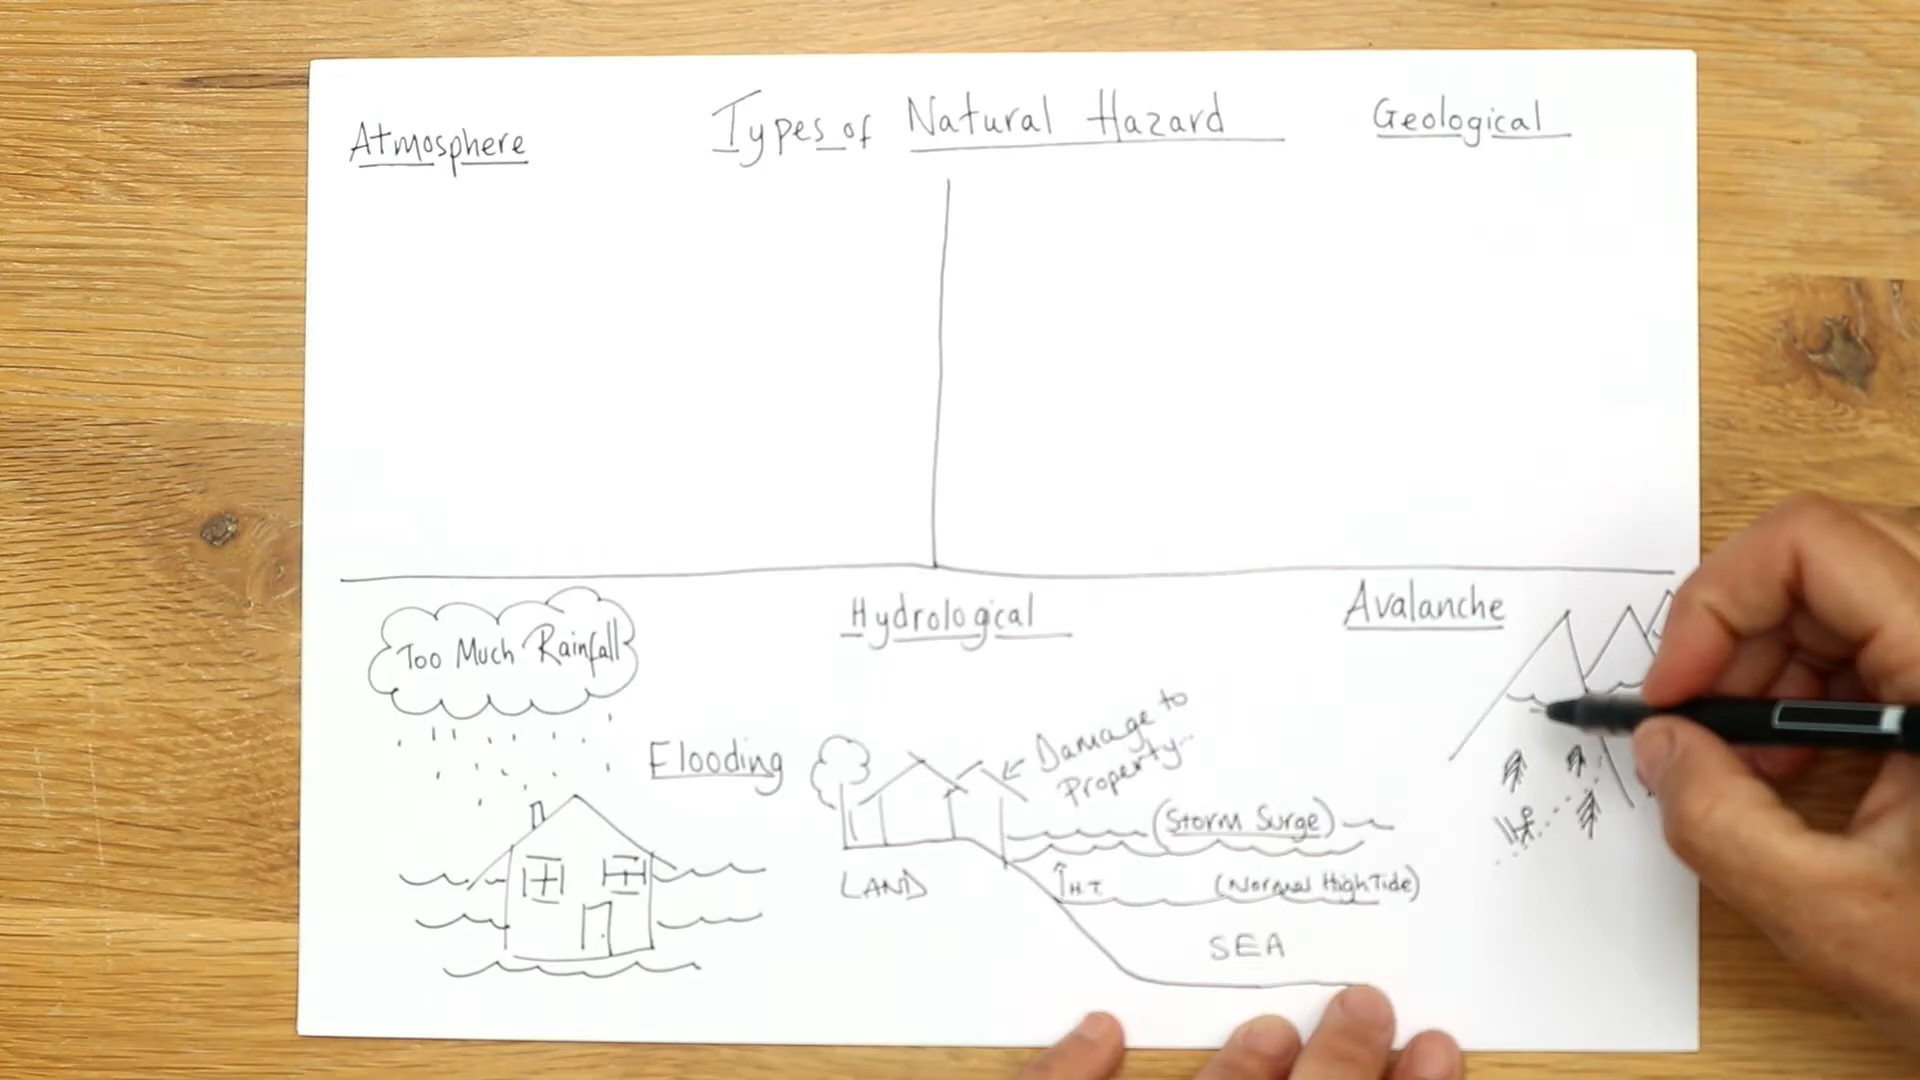 Types of Natural Hazard
Atmosphere
Geological
Hydrological
Too Much Rainfall
Flooding
Damage to
Property...
Storm Surge
LAND
H.T.
(Normal High Tide)
SEA
Avalanche